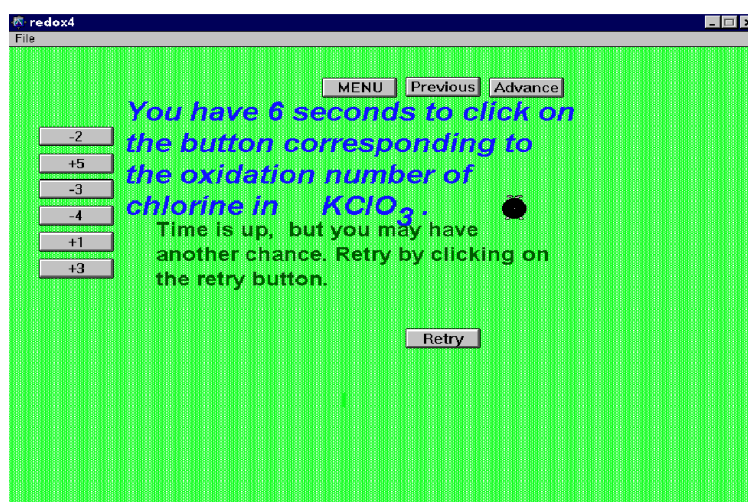 redox4
File
MENU Previous Advance
You have 6 seconds to click on
the button corresponding to
the oxidation number of
chlorine in KClO3 .
-2
+5
-3
-4
+1
+3
Time is up, but you may have
another chance. Retry by clicking on
the retry button.
Retry